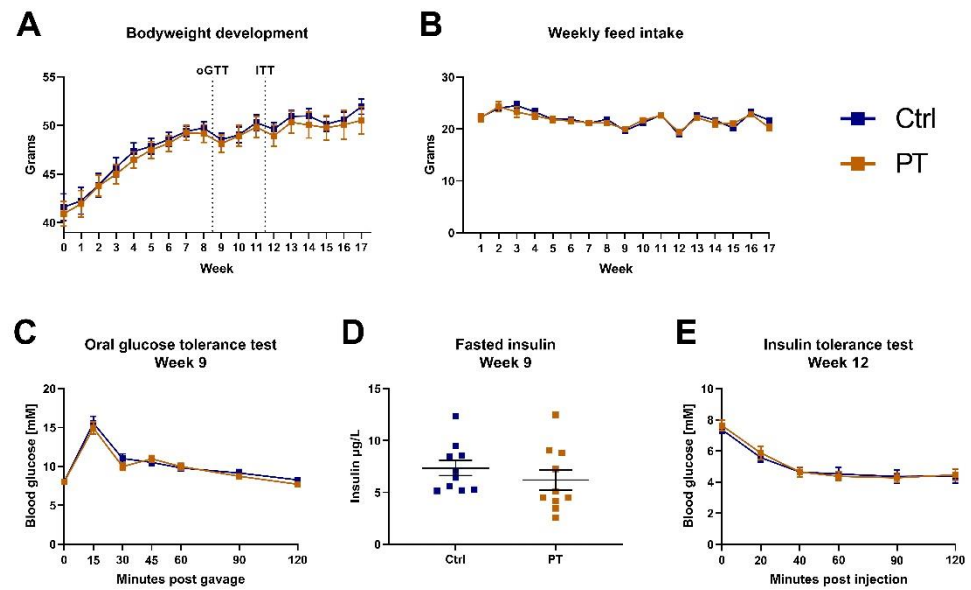 A
Bodyweight development
oGTT
ITT
55
50
45
40
Grams
0 1 2 3 4 5 6 7 8 9 10 11 12 13 14 15 16 17
Week
B
Weekly feed intake
30
20
10
0
Grams
1 2 3 4 5 6 7 8 9 10 11 12 13 14 15 16 17
Week
Ctrl
PT
C
Oral glucose tolerance test
Week 9
20
15
10
5
0
Blood glucose [mM]
0 15 30 45 60 90 120
Minutes post gavage
D
Fasted insulin
Week 9
15
10
5
0
Insulin µg/L
Ctrl PT
E
Insulin tolerance test
Week 12
10
8
6
4
2
0
Blood glucose [mM]
0 20 40 60 90 120
Minutes post injection